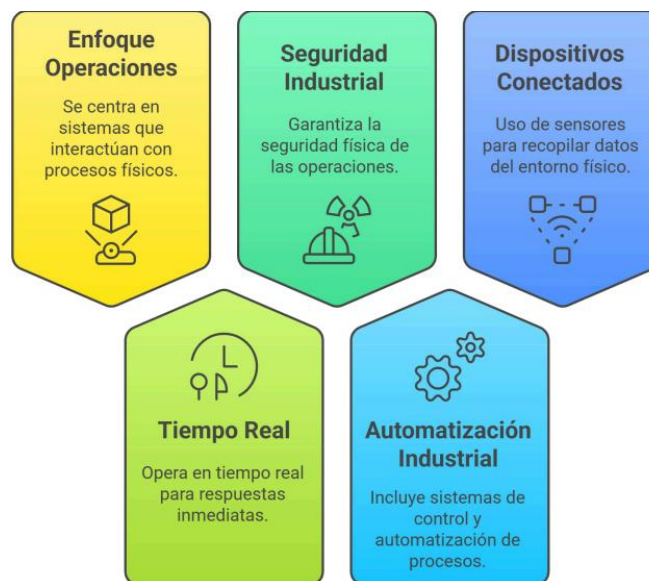 Enfoque
Operaciones
Se centra en
sistemas que
interactúan con
procesos físicos.
Seguridad
Industrial
Garantiza la
seguridad física de
las operaciones.
Dispositivos
Conectados
Uso de sensores
para recopilar datos
del entorno físico.
Tiempo Real
Opera en tiempo real
para respuestas
inmediatas.
Automatización
Industrial
Incluye sistemas de
control y
automatización de
procesos.